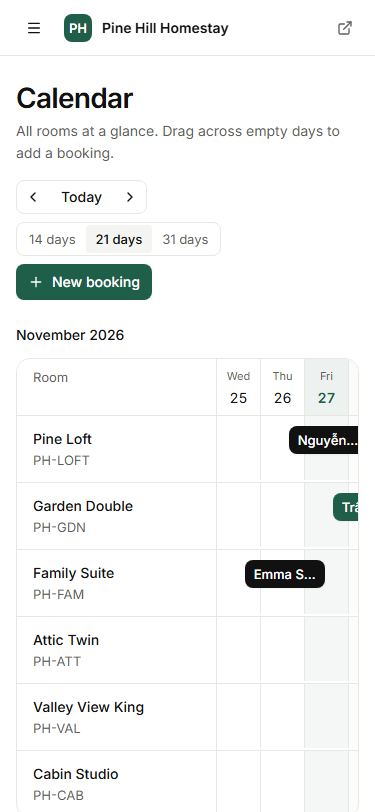 PH Pine Hill Homestay
Calendar
All rooms at a glance. Drag across empty days to
add a booking.
Today
14 days 21 days 31 days
New booking
November 2026
Room Wed Thu Fri
25 26 27
Pine Loft
PH-LOFT
Nguyễn...
Garden Double
PH-GDN
Family Suite
PH-FAM
Emma S...
Attic Twin
PH-ATT
Valley View King
PH-VAL
Cabin Studio
PH-CAB